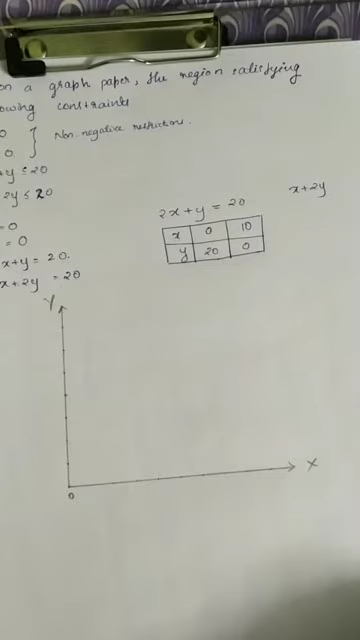 on a graph paper, the region satisfying
owing constraints
0
0
Non-negative restrictions.
+y ≤ 20
2y ≤ 20
= 0
= 0
x+y = 20.
x+2y = 20
2x+y = 20
x 0 10
y 20 0
x+2y
Y
X
0